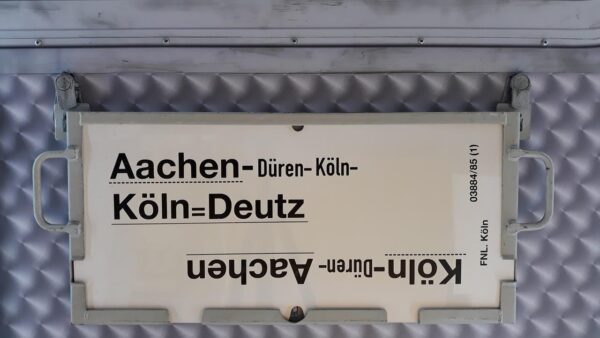 Aachen- Düren- Köln-
Köln=Deutz
Köln-Düren- Aachen
FNL. Köln 03884/85 (1)